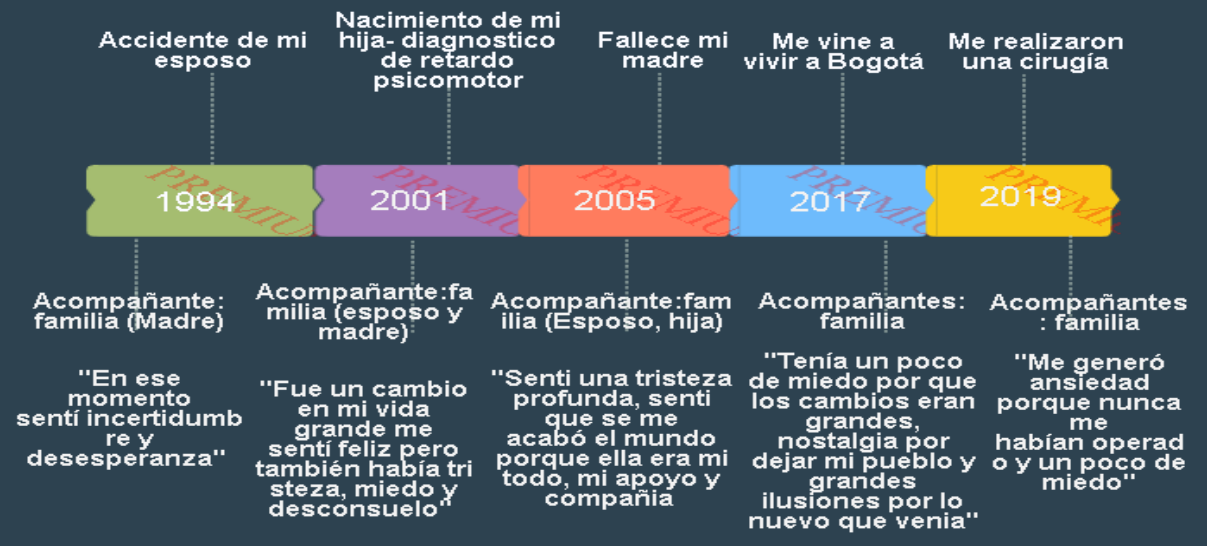 Accidente de mi
esposo
Nacimiento de mi
hija- diagnostico
de retardo
psicomotor
Fallece mi
madre
Me vine a
vivir a Bogotá
Me realizaron
una cirugía
1994
2001
2005
2017
2019
PREMIU
PREMIU
PREMIU
PREMIU
PREMI
Acompañante:
familia (Madre)
"En ese
momento
sentí incertidumb
re y
desesperanza"
Acompañante:fa
milia (esposo y
madre)
"Fue un cambio
en mi vida
grande me
sentí feliz pero
también había tri
steza, miedo y
desconsuelo"
Acompañante:fam
ilia (Esposo, hija)
"Senti una tristeza
profunda, senti
que se me
acabó el mundo
porque ella era mi
todo, mi apoyo y
compañia
Acompañantes:
familia
"Tenía un poco
de miedo por que
los cambios eran
grandes,
nostalgia por
dejar mi pueblo y
grandes
ilusiones por lo
nuevo que venia"
Acompañantes
: familia
"Me generó
ansiedad
porque nunca
me
habían operad
o y un poco de
miedo"